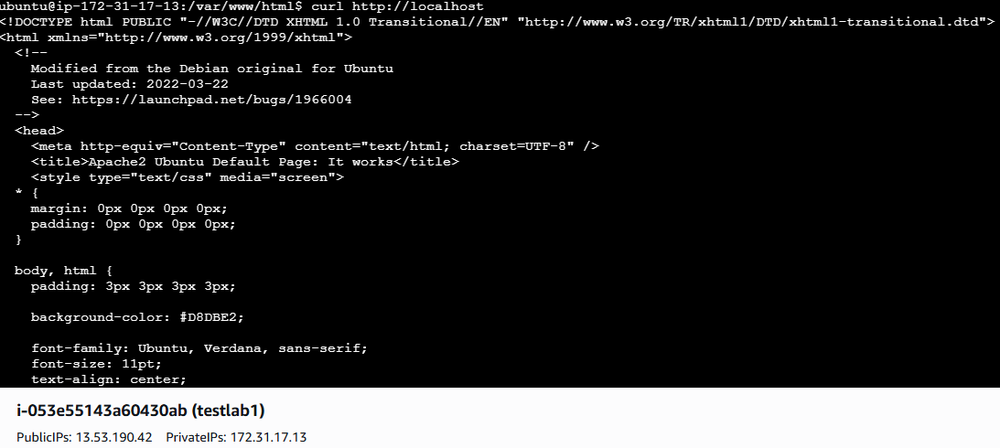 ubuntu@ip-172-31-17-13:/var/www/html$ curl http://localhost
<!DOCTYPE html PUBLIC "-//W3C//DTD XHTML 1.0 Transitional//EN" "http://www.w3.org/TR/xhtml1/DTD/xhtml1-transitional.dtd">
<html xmlns="http://www.w3.org/1999/xhtml">
  <!--
    Modified from the Debian original for Ubuntu
    Last updated: 2022-03-22
    See: https://launchpad.net/bugs/1966004
  -->
  <head>
    <meta http-equiv="Content-Type" content="text/html; charset=UTF-8" />
    <title>Apache2 Ubuntu Default Page: It works</title>
    <style type="text/css" media="screen">
  * {
    margin: 0px 0px 0px 0px;
    padding: 0px 0px 0px 0px;
  }

  body, html {
    padding: 3px 3px 3px 3px;

    background-color: #D8DBE2;

    font-family: Ubuntu, Verdana, sans-serif;
    font-size: 11pt;
    text-align: center;
i-053e55143a60430ab (testlab1)
PublicIPs: 13.53.190.42 PrivateIPs: 172.31.17.13